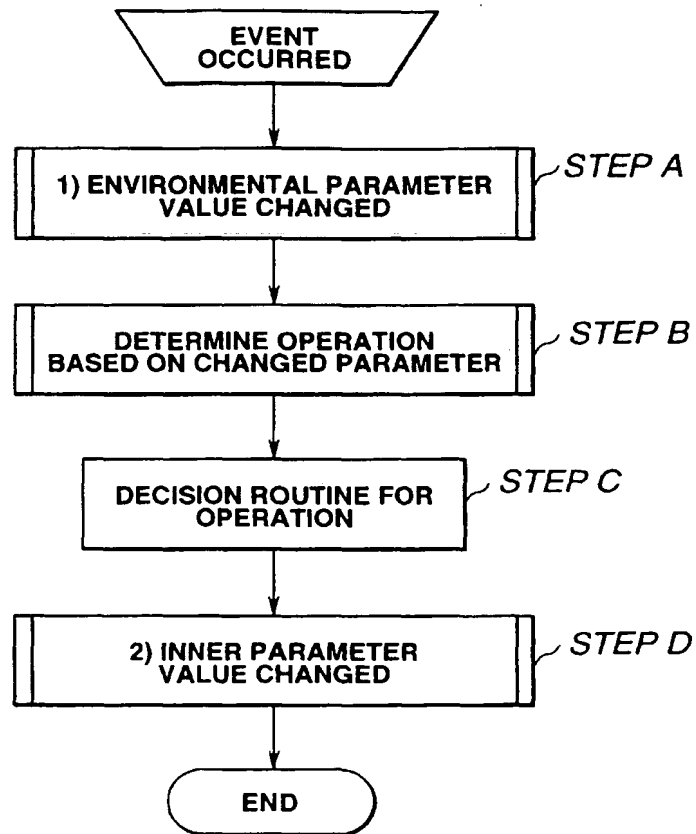 EVENT
OCCURRED
1) ENVIRONMENTAL PARAMETER
VALUE CHANGED
STEP A
DETERMINE OPERATION
BASED ON CHANGED PARAMETER
STEP B
DECISION ROUTINE FOR
OPERATION
STEP C
2) INNER PARAMETER
VALUE CHANGED
STEP D
END